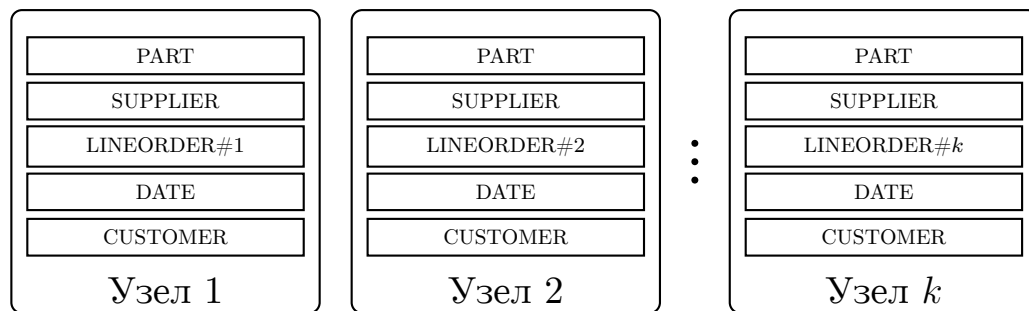 PART
SUPPLIER
LINEORDER#1
DATE
CUSTOMER
Узел 1
PART
SUPPLIER
LINEORDER#2
DATE
CUSTOMER
Узел 2
PART
SUPPLIER
LINEORDER#k
DATE
CUSTOMER
Узел k